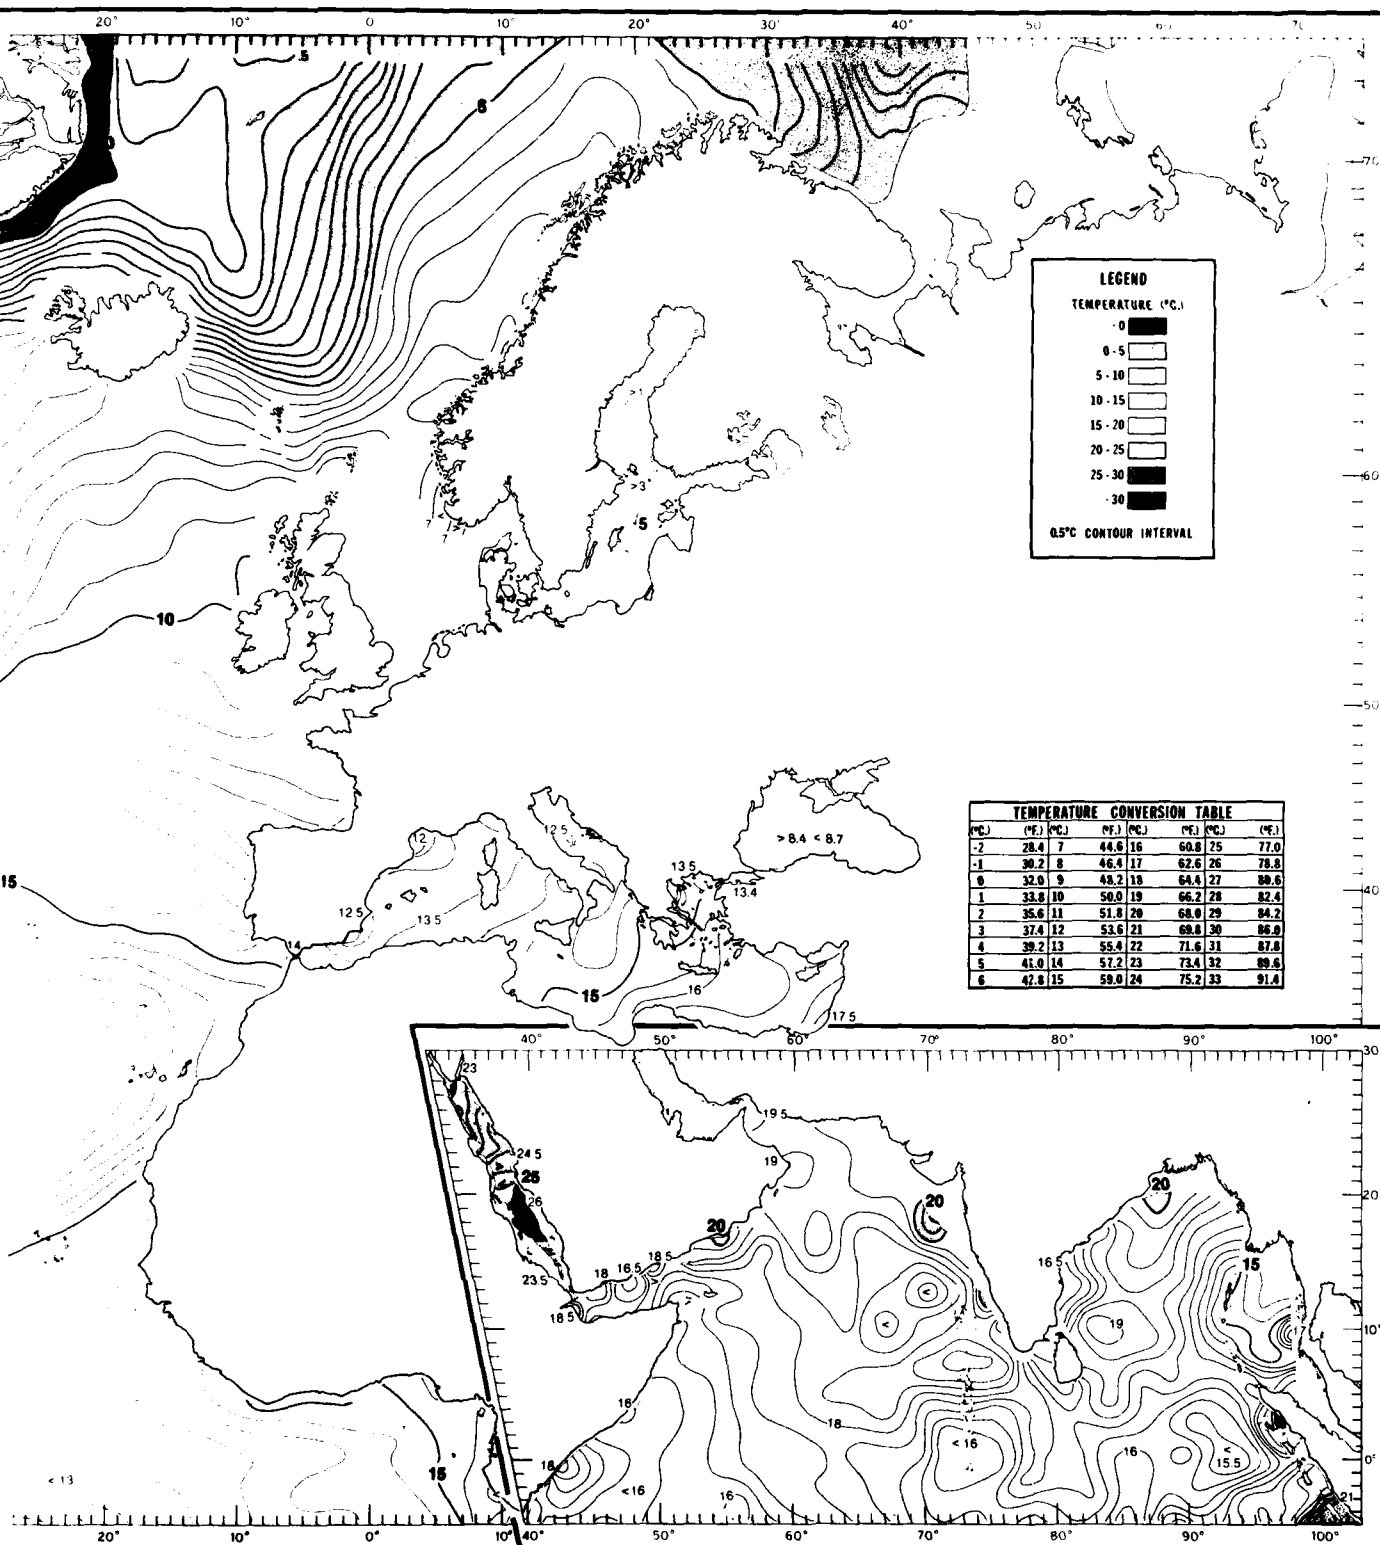 20° 10° 0 10° 20° 30° 40° 50° 60 70
.5
0
6
70
LEGEND
TEMPERATURE (°C.)
-0
0-5
5-10
10-15
15-20
20-25
25-30
-30
0.5°C CONTOUR INTERVAL
>1
>3
5
7
7
60
10
50
TEMPERATURE CONVERSION TABLE
(°C.) (°F.) (°C.) (°F.) (°C.) (°F.) (°C.) (°F.)
-2 28.4 7 44.6 16 60.8 25 77.0
-1 30.2 8 46.4 17 62.6 26 78.8
0 32.0 9 48.2 18 64.4 27 80.6
1 33.8 10 50.0 19 66.2 28 82.4
2 35.6 11 51.8 20 68.0 29 84.2
3 37.4 12 53.6 21 69.8 30 86.0
4 39.2 13 55.4 22 71.6 31 87.8
5 41.0 14 57.2 23 73.4 32 89.6
6 42.8 15 59.0 24 75.2 33 91.4
12 12 5 > 8.4 < 8.7
15 13 5 13.4 40
12 5 13 5
14
15 16 17 5
40° 50° 60° 70° 80° 90° 100° 30
23
19 5
24 5 19
25 20 20 20
26
20
18 5 16 5 15
23.5 18 16 5
18 5 19 10°
< <
16 18
18 <16 16 <
15.5 0°
< 13 15 <16 16 21
20° 10° 0° 10° 40° 50° 60° 70° 80° 90° 100°